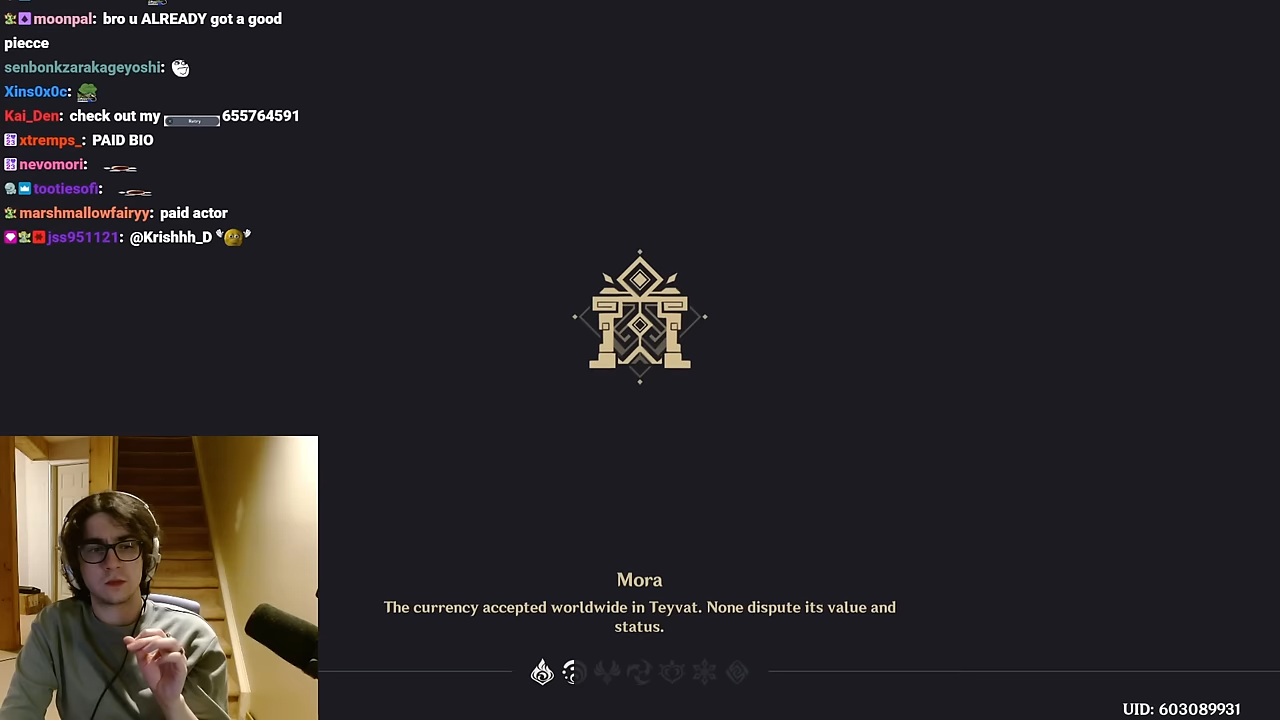 moonpal: bro u ALREADY got a good
piecce
senbonkzarakageyoshi:
Xins0x0c:
Kai_Den: check out my Retry 655764591
xtremps_: PAID BIO
nevomori:
tootiesofi:
marshmallowfairyy: paid actor
jss951121: @Krishhh_D
Mora
The currency accepted worldwide in Teyvat. None dispute its value and
status.
UID: 603089931